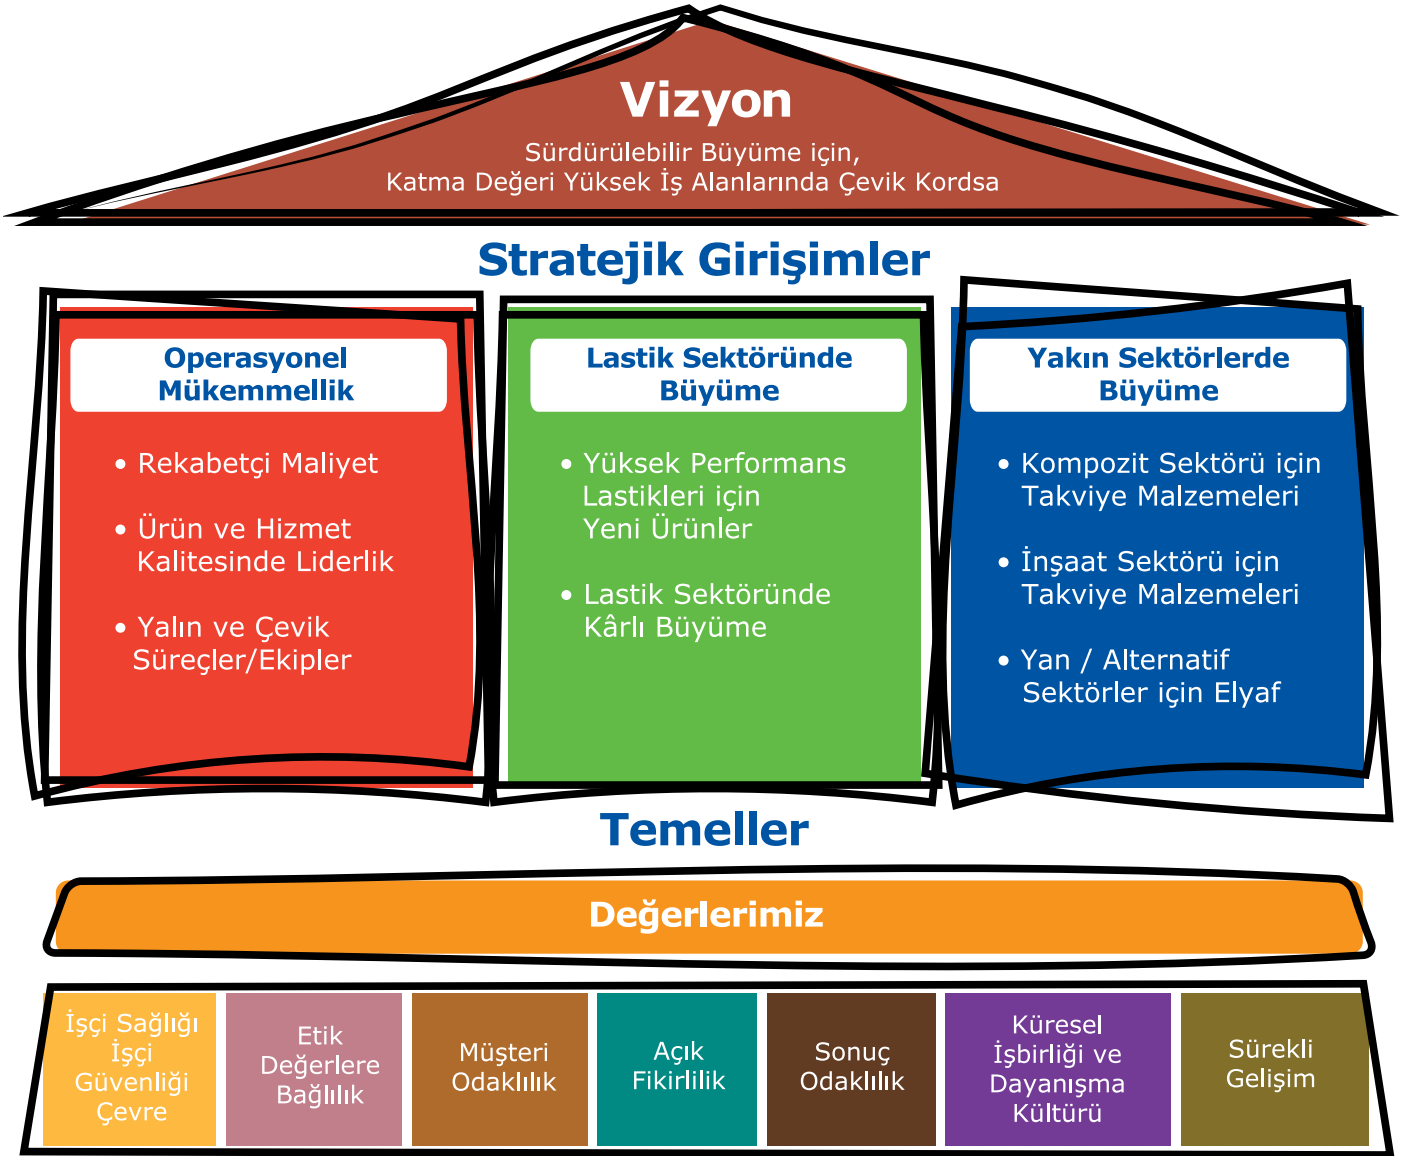 Vizyon
Sürdürülebilir Büyüme için,
Katma Değeri Yüksek İş Alanlarında Çevik Kordsa
Stratejik Girişimler
Operasyonel
Mükemmellik
• Rekabetçi Maliyet
• Ürün ve Hizmet
Kalitesinde Liderlik
• Yalın ve Çevik
Süreçler/Ekipler
Lastik Sektöründe
Büyüme
• Yüksek Performans
Lastikleri için
Yeni Ürünler
• Lastik Sektöründe
Kârlı Büyüme
Yakın Sektörlerde
Büyüme
• Kompozit Sektörü için
Takviye Malzemeleri
• İnşaat Sektörü için
Takviye Malzemeleri
• Yan / Alternatif
Sektörler için Elyaf
Temeller
Değerlerimiz
İşçi Sağlığı
İşçi
Güvenliği
Çevre
Etik
Değerlere
Bağlılık
Müşteri
Odaklılık
Açık
Fikirlilik
Sonuç
Odaklılık
Küresel
İşbirliği ve
Dayanışma
Kültürü
Sürekli
Gelişim